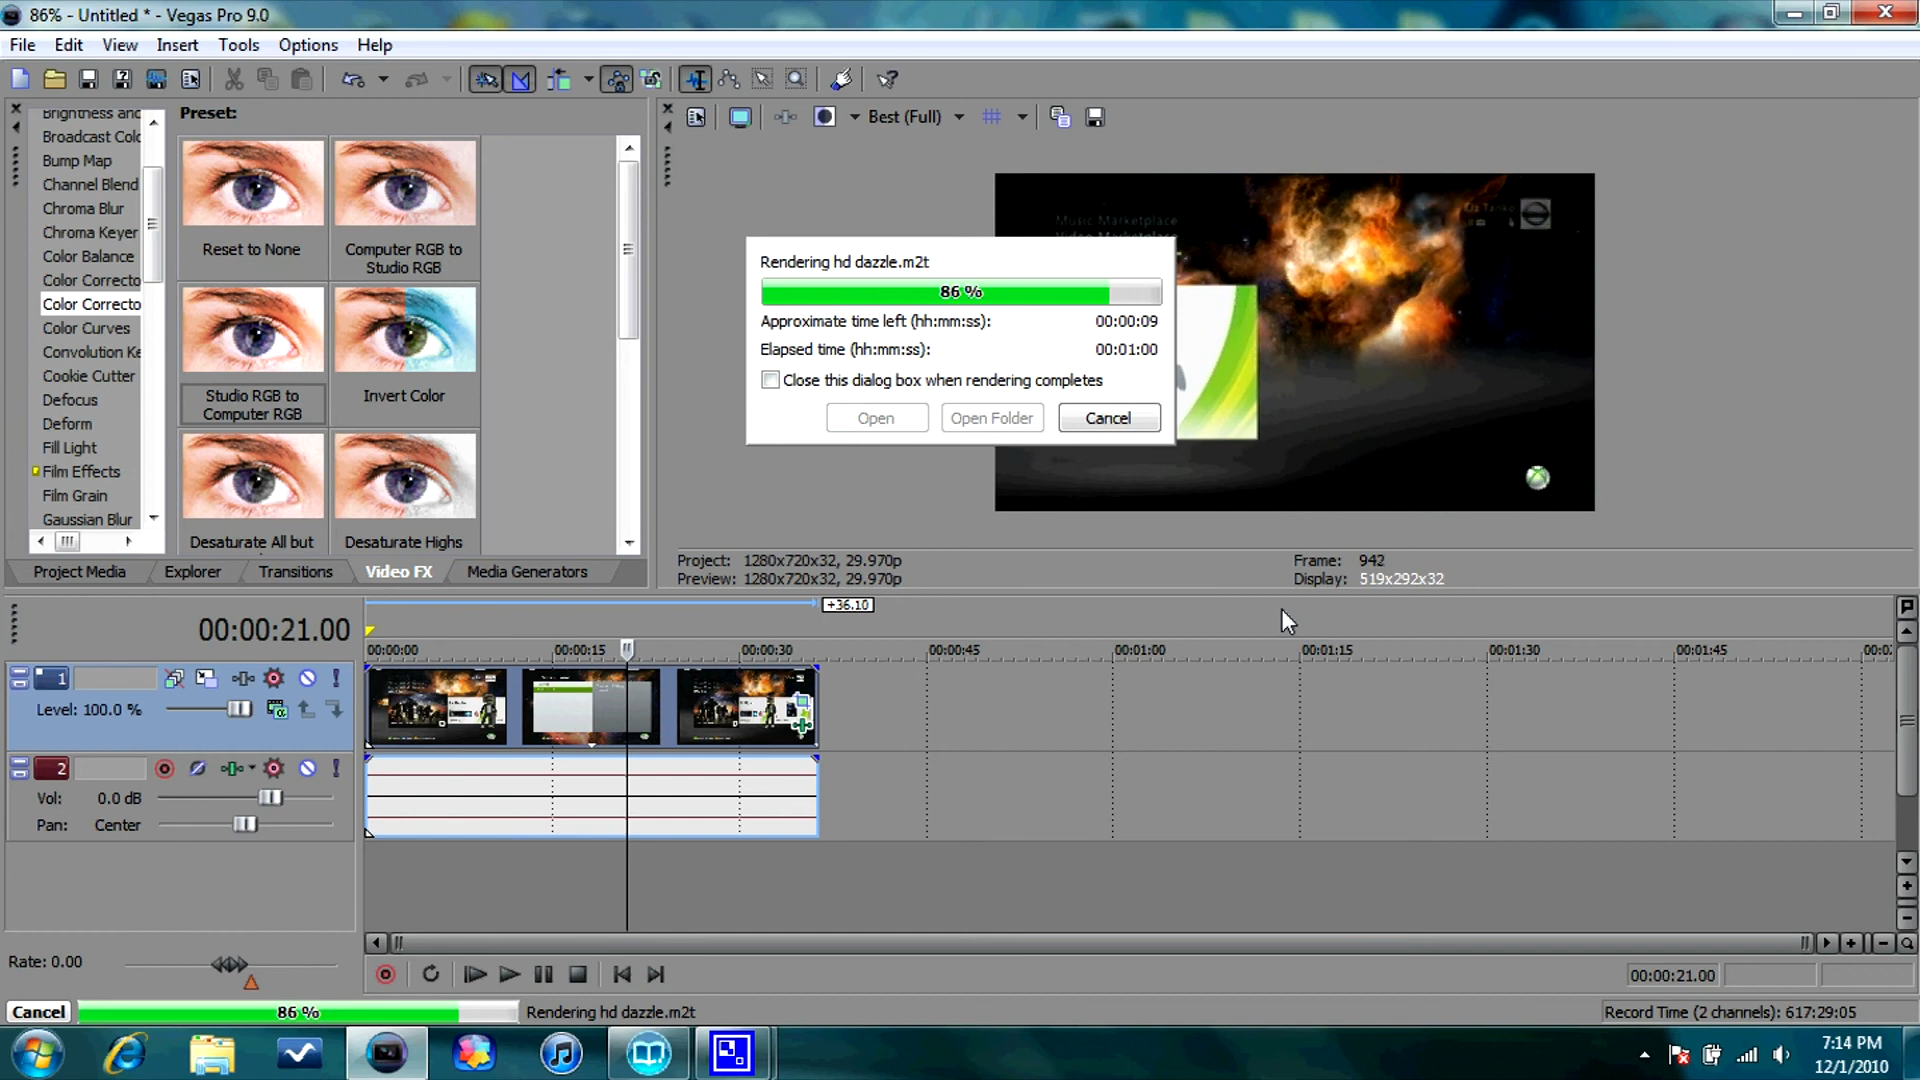 86% - Untitled * - Vegas Pro 9.0
File Edit View Insert Tools Options Help
Brightness and
Broadcast Colo
Bump Map
Channel Blend
Chroma Blur
Chroma Keyer
Color Balance
Color Correcto
Color Correcto
Color Curves
Convolution Ke
Cookie Cutter
Defocus
Deform
Fill Light
Film Effects
Film Grain
Gaussian Blur
Preset:
Reset to None
Computer RGB to
Studio RGB
Studio RGB to
Computer RGB
Invert Color
Desaturate All but
Desaturate Highs
Project Media Explorer Transitions Video FX Media Generators
Best (Full)
Music Marketplace
Video Marketplace
Rendering hd dazzle.m2t
86 %
Approximate time left (hh:mm:ss): 00:00:09
Elapsed time (hh:mm:ss): 00:01:00
Close this dialog box when rendering completes
Open Open Folder Cancel
Project: 1280x720x32, 29.970p
Preview: 1280x720x32, 29.970p
Frame: 942
Display: 519x292x32
+36.10
00:00:21.00
00:00:00 00:00:15 00:00:30 00:00:45 00:01:00 00:01:15 00:01:30 00:01:45
1
Level: 100.0 %
2
Vol: 0.0 dB
Pan: Center
Rate: 0.00
00:00:21.00
Cancel 86 % Rendering hd dazzle.m2t Record Time (2 channels): 617:29:05
7:14 PM
12/1/2010